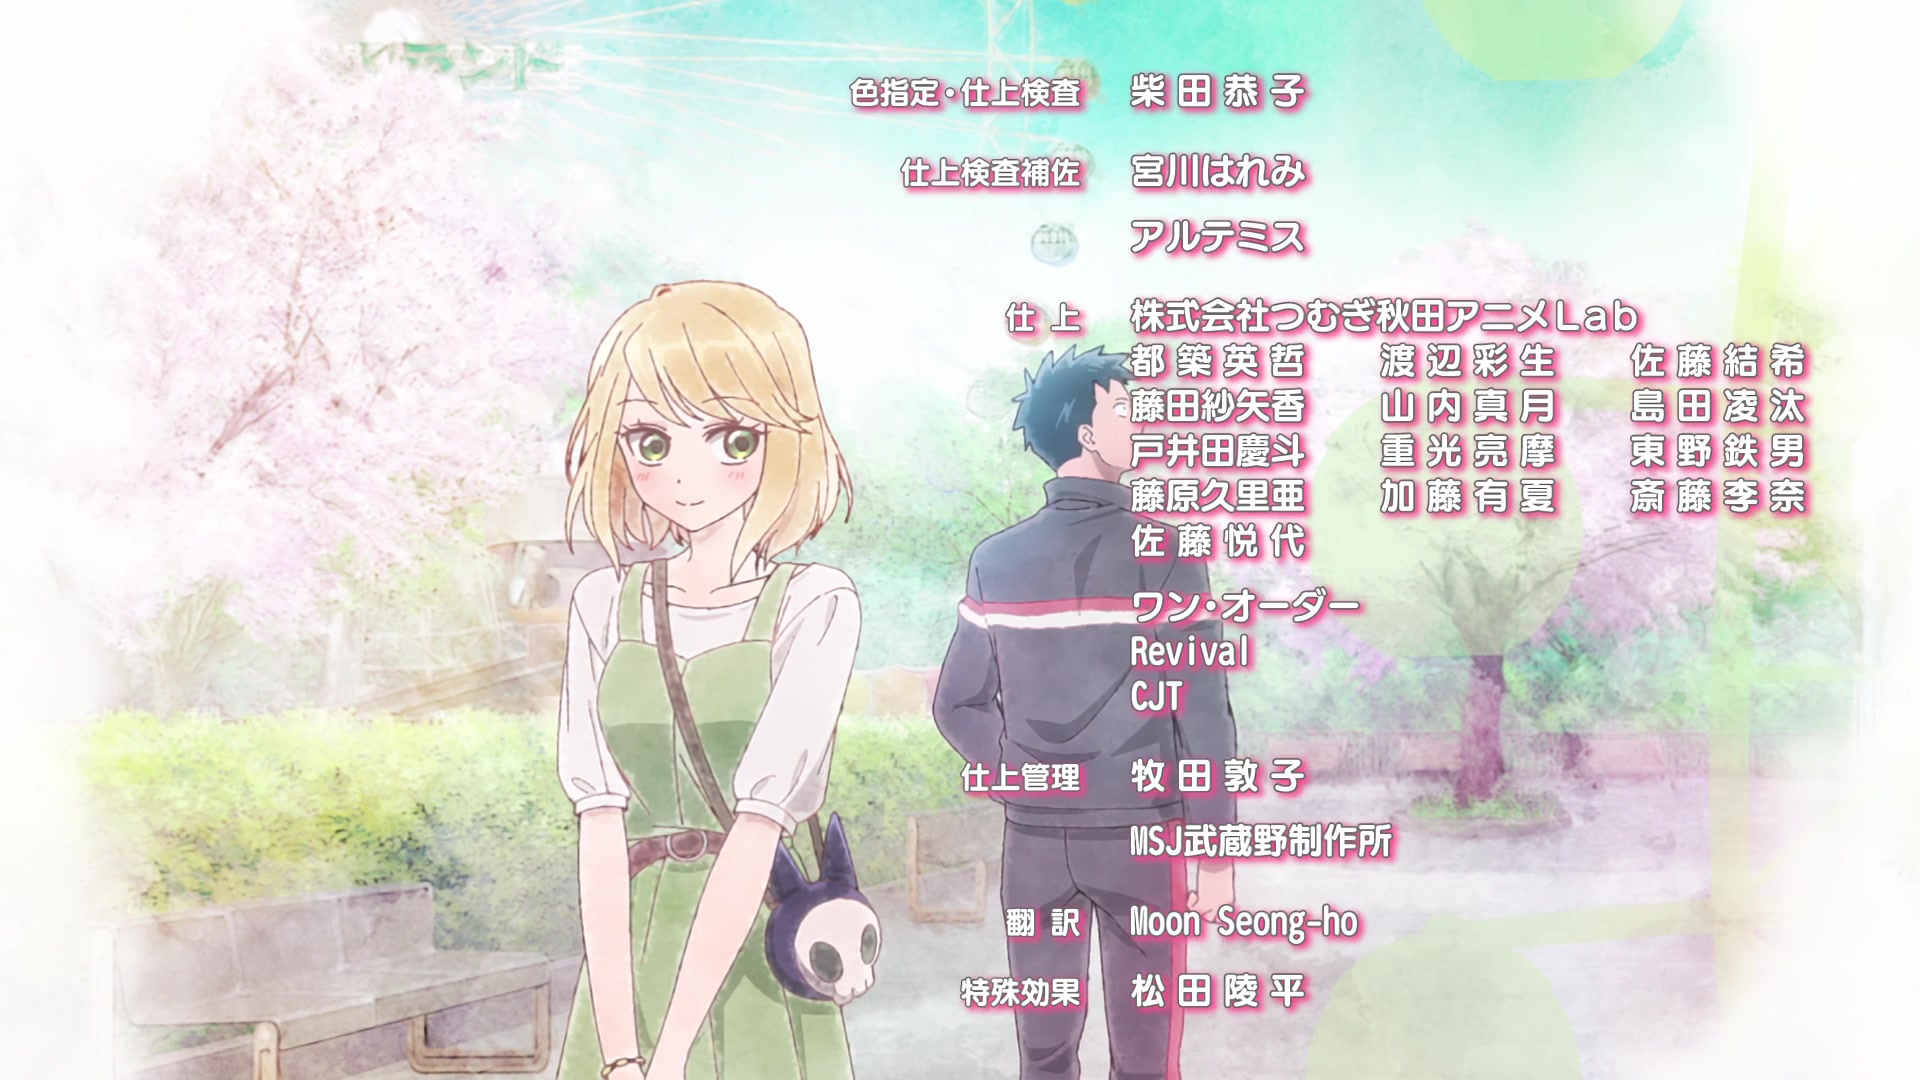 色指定・仕上検査 柴田恭子
仕上検査補佐 宮川はれみ
アルテミス
仕上 株式会社つむぎ秋田アニメLab
都築英哲 渡辺彩生 佐藤結希
藤田紗矢香 山内真月 島田凌汰
戸井田慶斗 重光亮摩 東野鉄男
藤原久里亜 加藤有夏 斎藤李奈
佐藤悦代
ワン・オーダー
Revival
CJT
仕上管理 牧田敦子
MSJ武蔵野制作所
翻訳 Moon Seong-ho
特殊効果 松田陵平